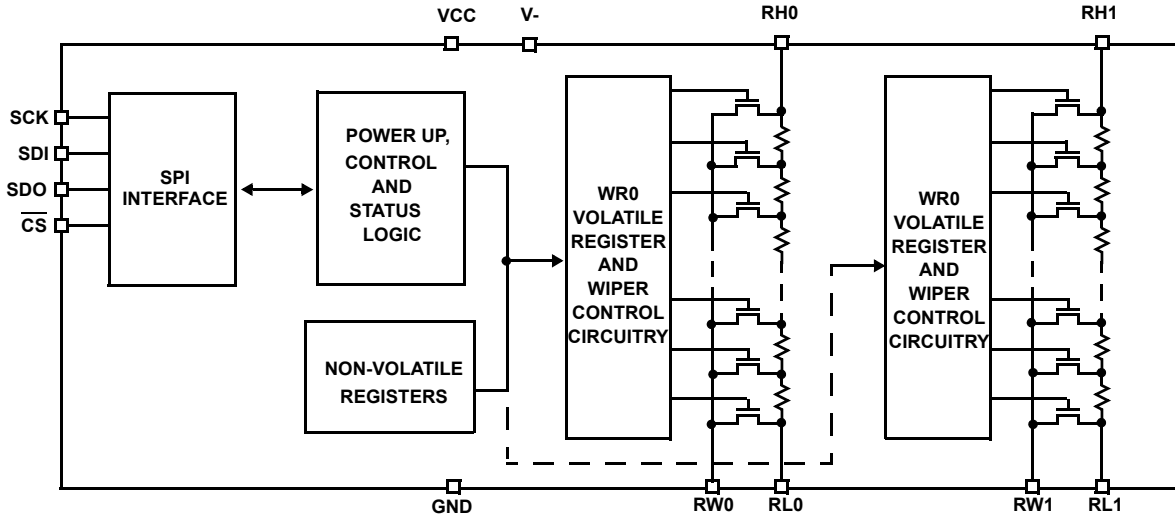 VCC
V-
RH0
RH1
SCK
SDI
SDO
CS
SPI
INTERFACE
POWER UP,
CONTROL
AND
STATUS
LOGIC
NON-VOLATILE
REGISTERS
WR0
VOLATILE
REGISTER
AND
WIPER
CONTROL
CIRCUITRY
WR0
VOLATILE
REGISTER
AND
WIPER
CONTROL
CIRCUITRY
GND
RW0
RL0
RW1
RL1